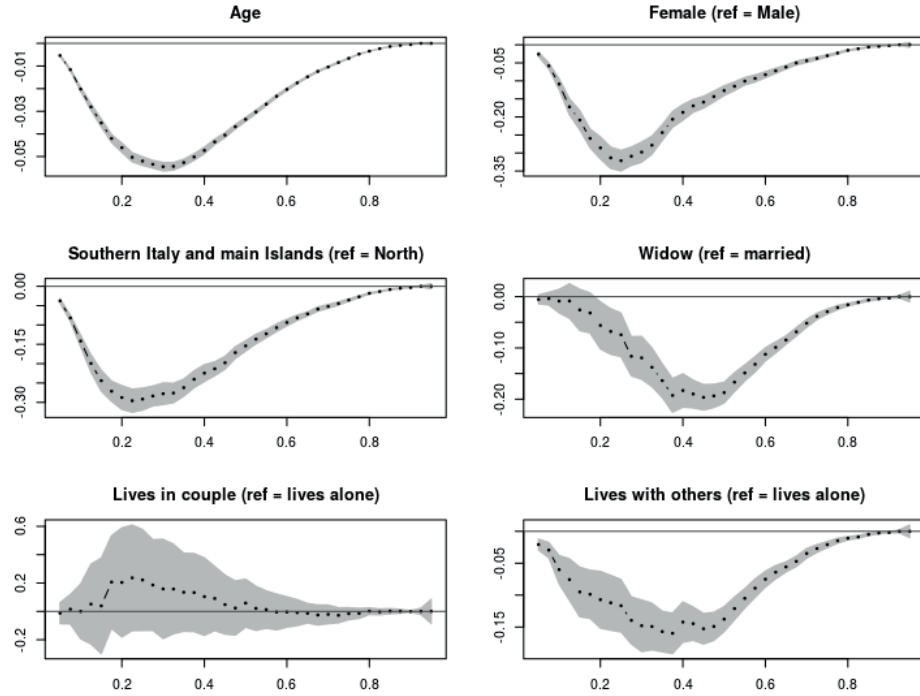 Age
-0.01
-0.03
-0.05
0.2 0.4 0.6 0.8
Female (ref = Male)
-0.05
-0.20
-0.35
0.2 0.4 0.6 0.8
Southern Italy and main Islands (ref = North)
0.00
-0.15
-0.30
0.2 0.4 0.6 0.8
Widow (ref = married)
0.00
-0.10
-0.20
0.2 0.4 0.6 0.8
Lives in couple (ref = lives alone)
0.6
0.2
-0.2
0.2 0.4 0.6 0.8
Lives with others (ref = lives alone)
-0.05
-0.15
0.2 0.4 0.6 0.8